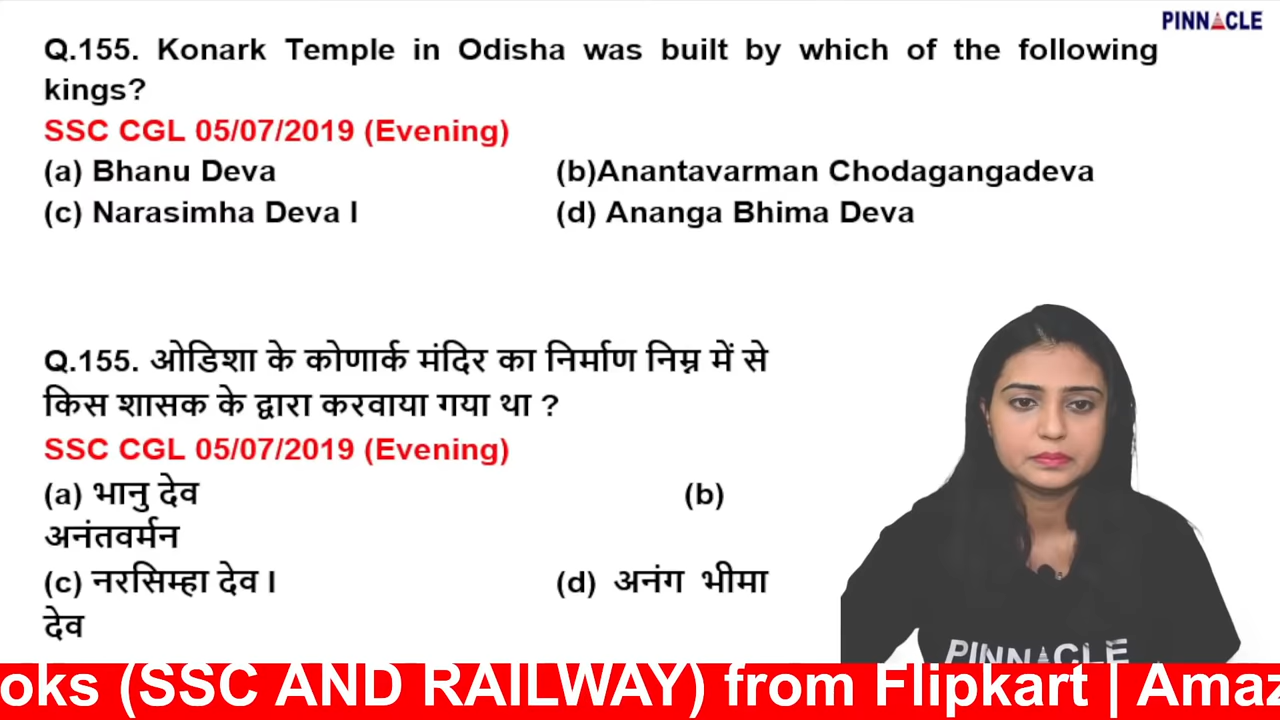 PINNACLE
Q.155. Konark Temple in Odisha was built by which of the following
kings?
SSC CGL 05/07/2019 (Evening)
(a) Bhanu Deva (b)Anantavarman Chodagangadeva
(c) Narasimha Deva I (d) Ananga Bhima Deva
Q.155. ओडिशा के कोणार्क मंदिर का निर्माण निम्न में से
किस शासक के द्वारा करवाया गया था ?
SSC CGL 05/07/2019 (Evening)
(a) भानु देव (b)
अनंतवर्मन
(c) नरसिम्हा देव I (d) अनंग भीमा
देव
PINNACLE
oks (SSC AND RAILWAY) from Flipkart | Amaz